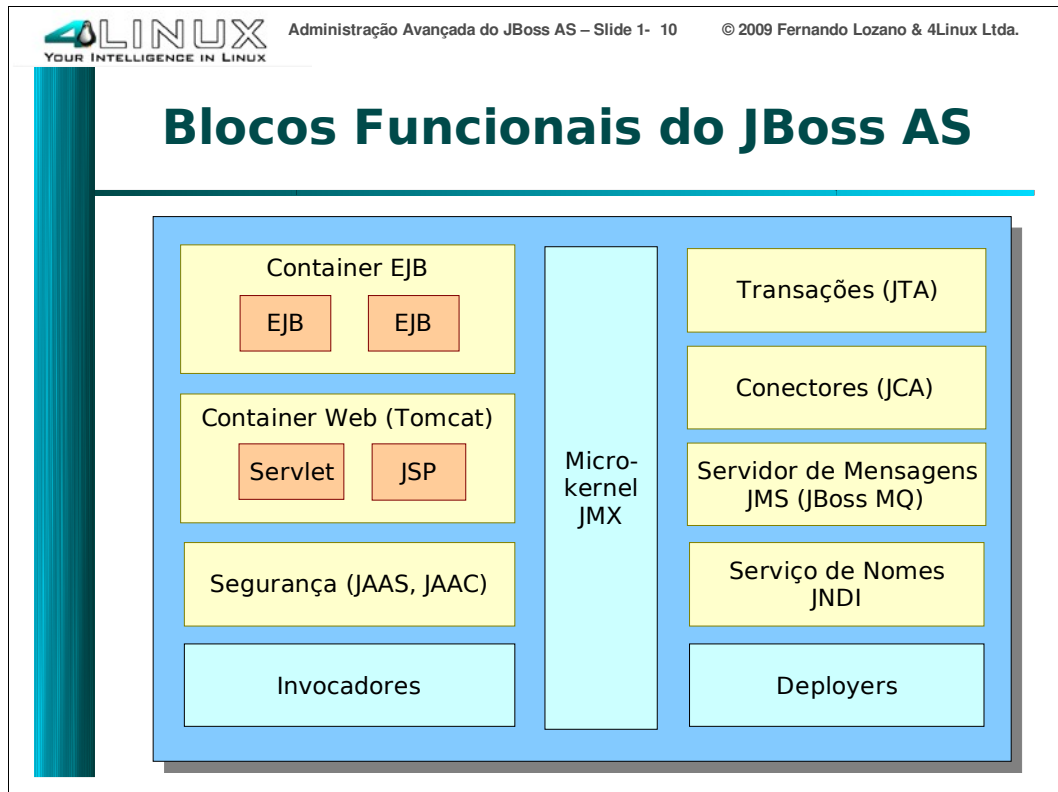 4LINUX
YOUR INTELLIGENCE IN LINUX
Administração Avançada do JBoss AS – Slide 1- 10
© 2009 Fernando Lozano & 4Linux Ltda.
Blocos Funcionais do JBoss AS
Container EJB
EJB
EJB
Container Web (Tomcat)
Servlet
JSP
Segurança (JAAS, JAAC)
Invocadores
Micro-
kernel
JMX
Transações (JTA)
Conectores (JCA)
Servidor de Mensagens
JMS (JBoss MQ)
Serviço de Nomes
JNDI
Deployers